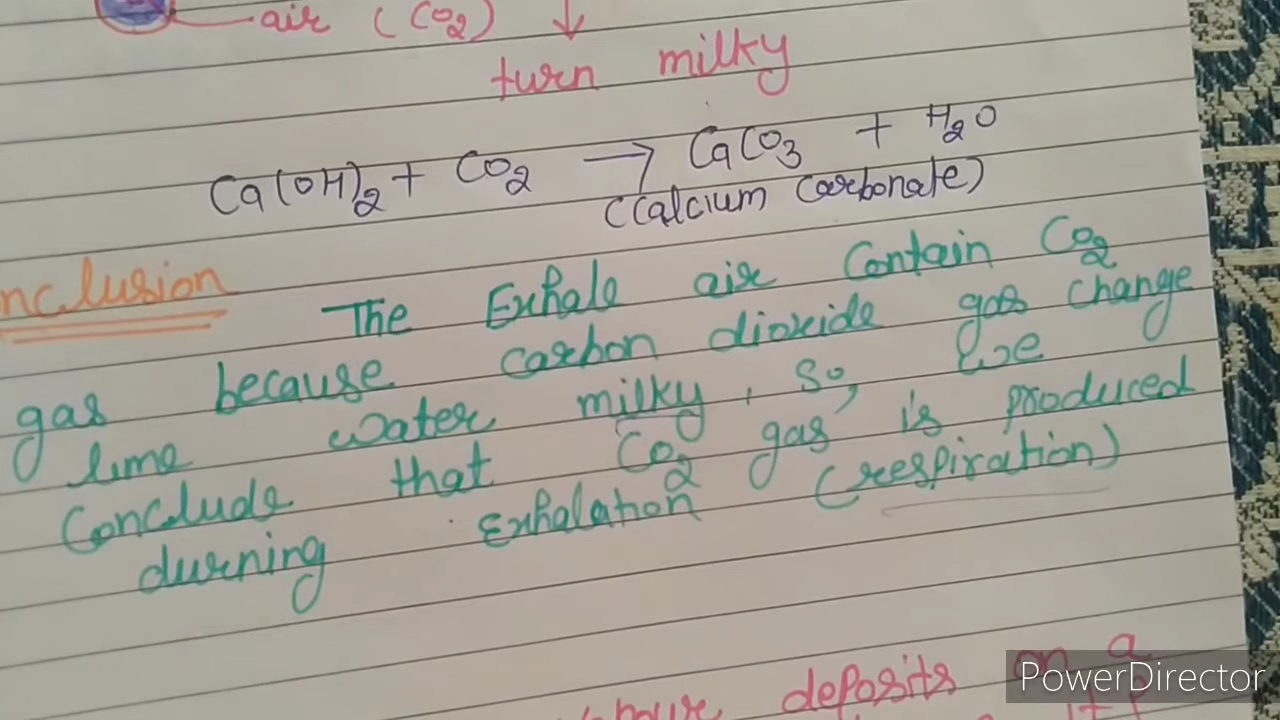 air (CO2) ↓
turn milky
Ca(OH)2 + CO2 → CaCO3 + H2O
(Calcium Carbonate)
nclusion
The Exhale air Contain CO2
gas because carbon dioxide gas change
lime water milky, so, we
Conclude that CO2 gas is produced
durning Exhalation (respiration)
deposits on a
PowerDirector